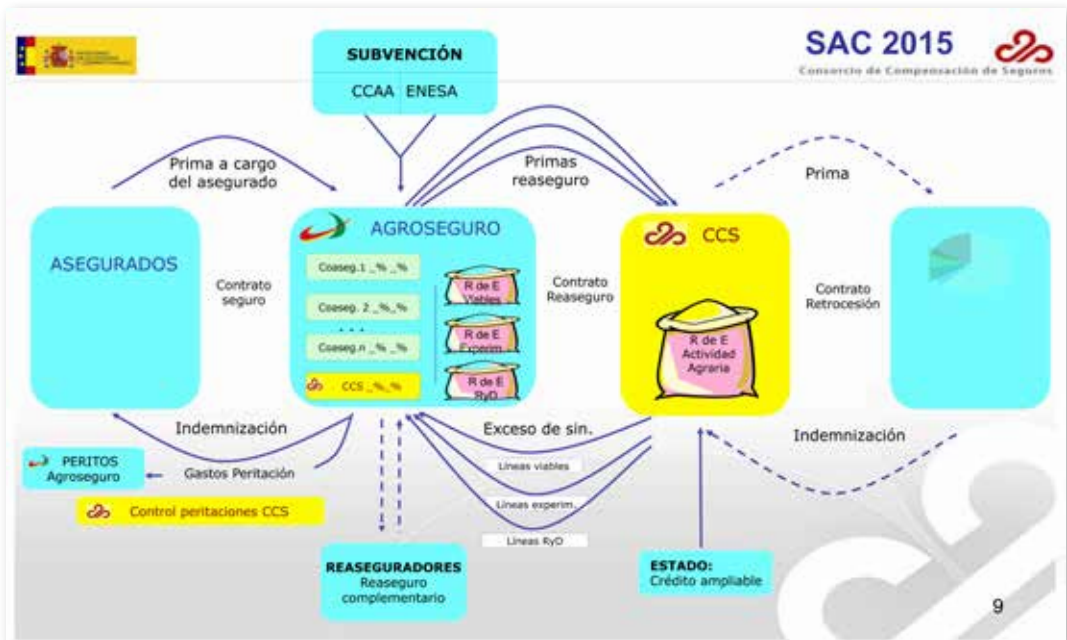 SUBVENCIÓN
CCAA ENESA
SAC 2015
Consorcio de Compensación de Seguros
Prima a cargo
del asegurado
Primas
reaseguro
Prima
ASEGURADOS
Contrato
seguro
AGROSEGURO
Coaseg.1 _% _%
Coaseg. 2 _%_%
...
Coaseg.n _%_%
CCS _%_%
R de E
Viables
R de E
Experim.
R de E
RyD
Contrato
Reaseguro
CCS
R de E
Actividad
Agraria
Contrato
Retrocesión
Indemnización
Exceso de sin.
Indemnización
PERITOS
Agroseguro
Gastos Peritación
Control peritaciones CCS
Líneas viables
Líneas experim.
Líneas RyD
REASEGURADORES
Reaseguro
complementario
ESTADO:
Crédito ampliable
9